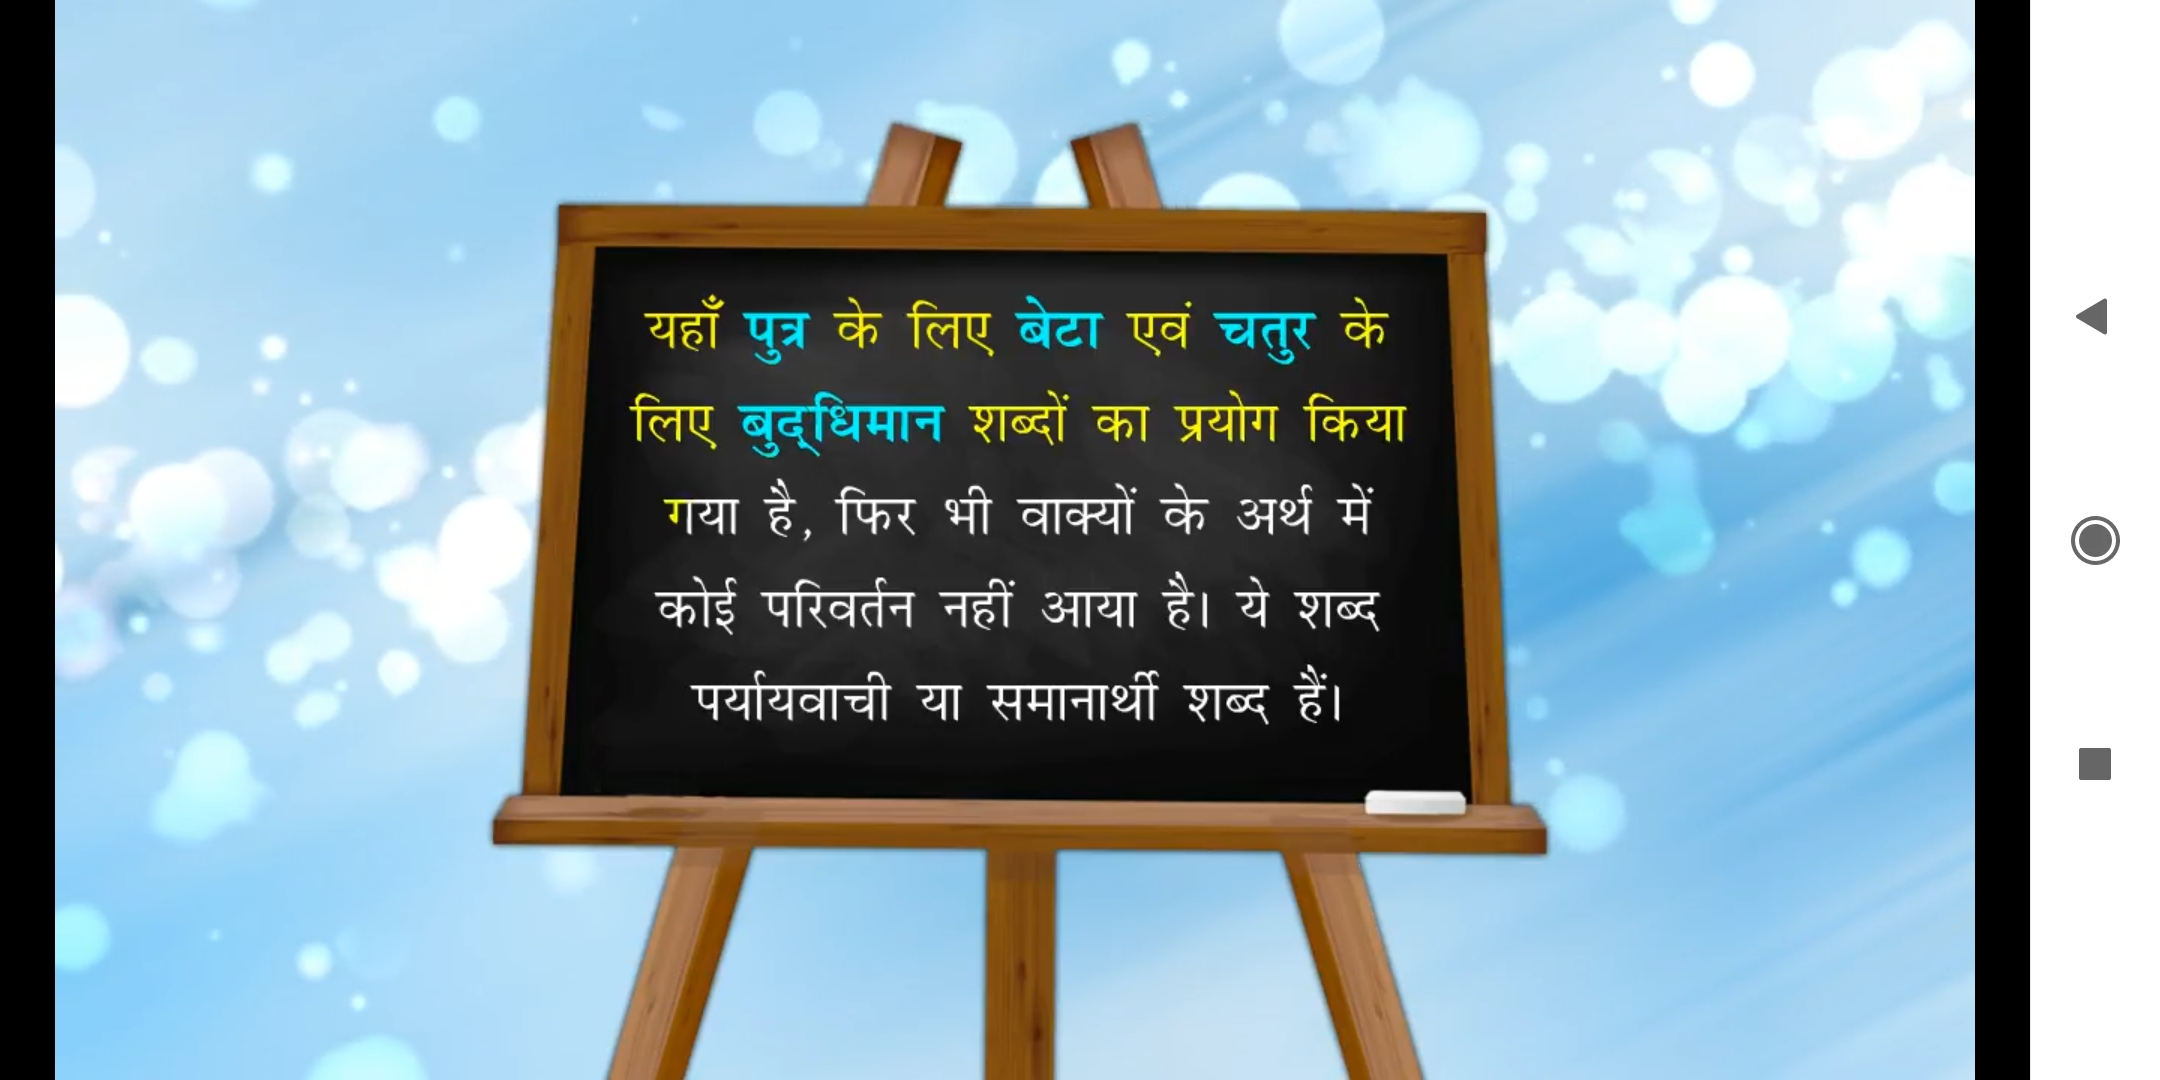 यहाँ पुत्र के लिए बेटा एवं चतुर के
लिए बुद्‌धिमान शब्दों का प्रयोग किया
गया है, फिर भी वाक्यों के अर्थ में
कोई परिवर्तन नहीं आया है। ये शब्द
पर्यायवाची या समानार्थी शब्द हैं।